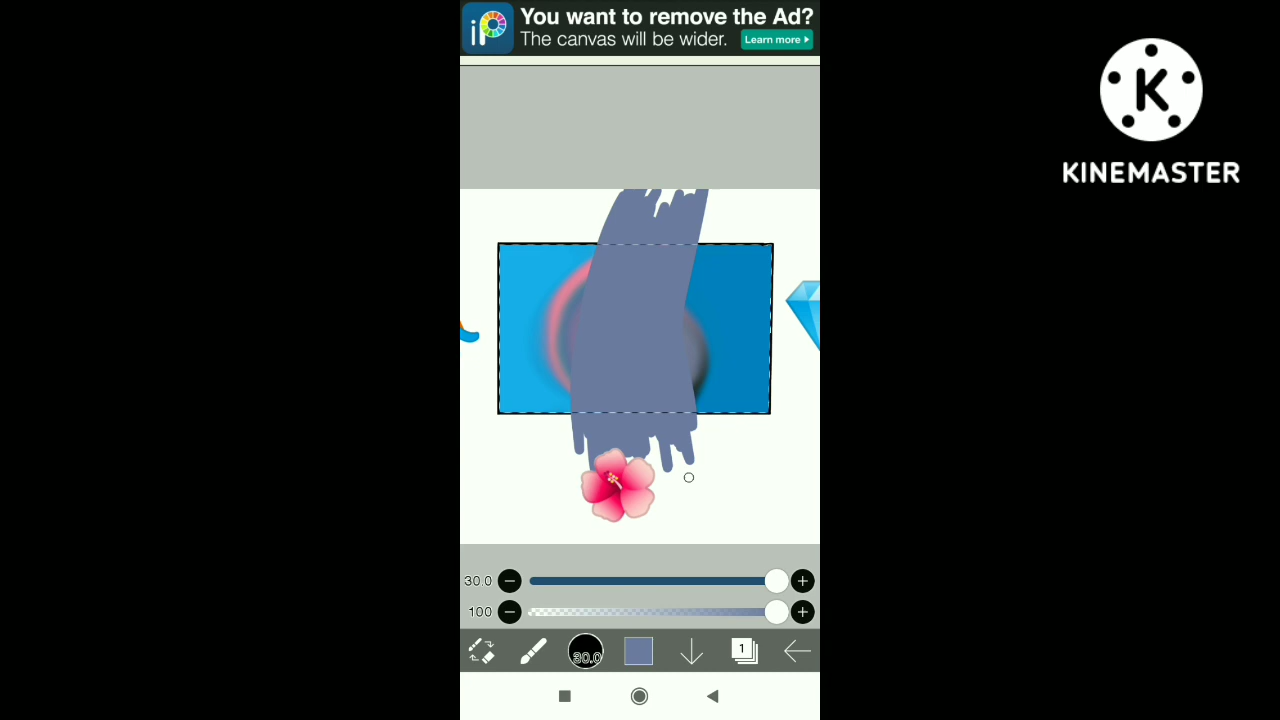 iP
You want to remove the Ad?
The canvas will be wider.
Learn more
K
KINEMASTER
30.0
100
30.0
1